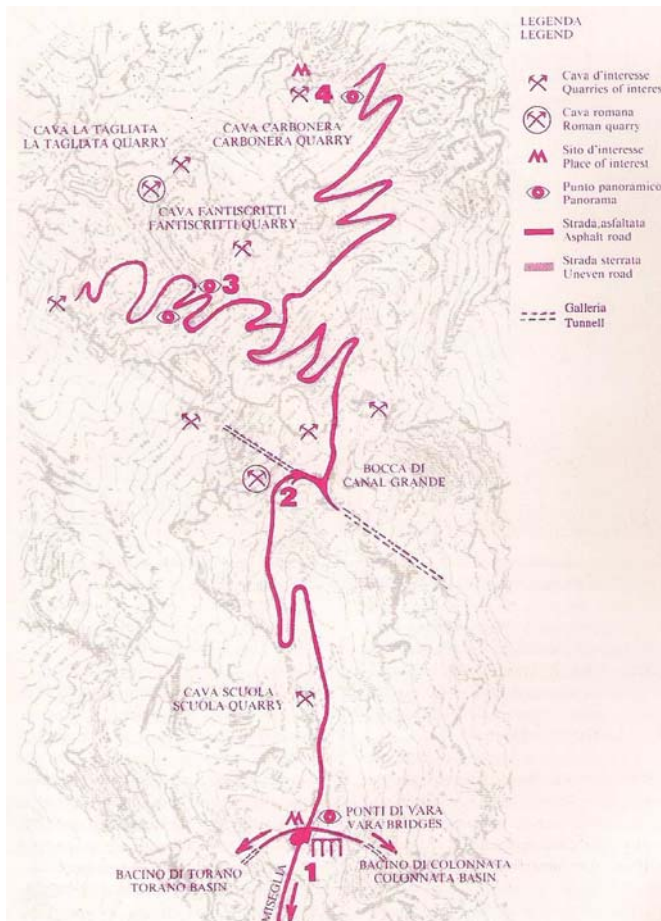 LEGENDA
LEGEND
Cava d'interesse
Quarries of interest
Cava romana
Roman quarry
Sito d'interesse
Place of interest
Punto panoramico
Panorama
Strada asfaltata
Asphalt road
Strada sterrata
Uneven road
Galleria
Tunnell
4
CAVA LA TAGLIATA
LA TAGLIATA QUARRY
CAVA CARBONERA
CARBONERA QUARRY
CAVA FANTISCRITTI
FANTISCRITTI QUARRY
3
BOCCA DI
CANAL GRANDE
2
CAVA SCUOLA
SCUOLA QUARRY
PONTI DI VARA
VARA BRIDGES
BACINO DI TORANO
TORANO BASIN
1
BACINO DI COLONNATA
COLONNATA BASIN
MISEGLIA